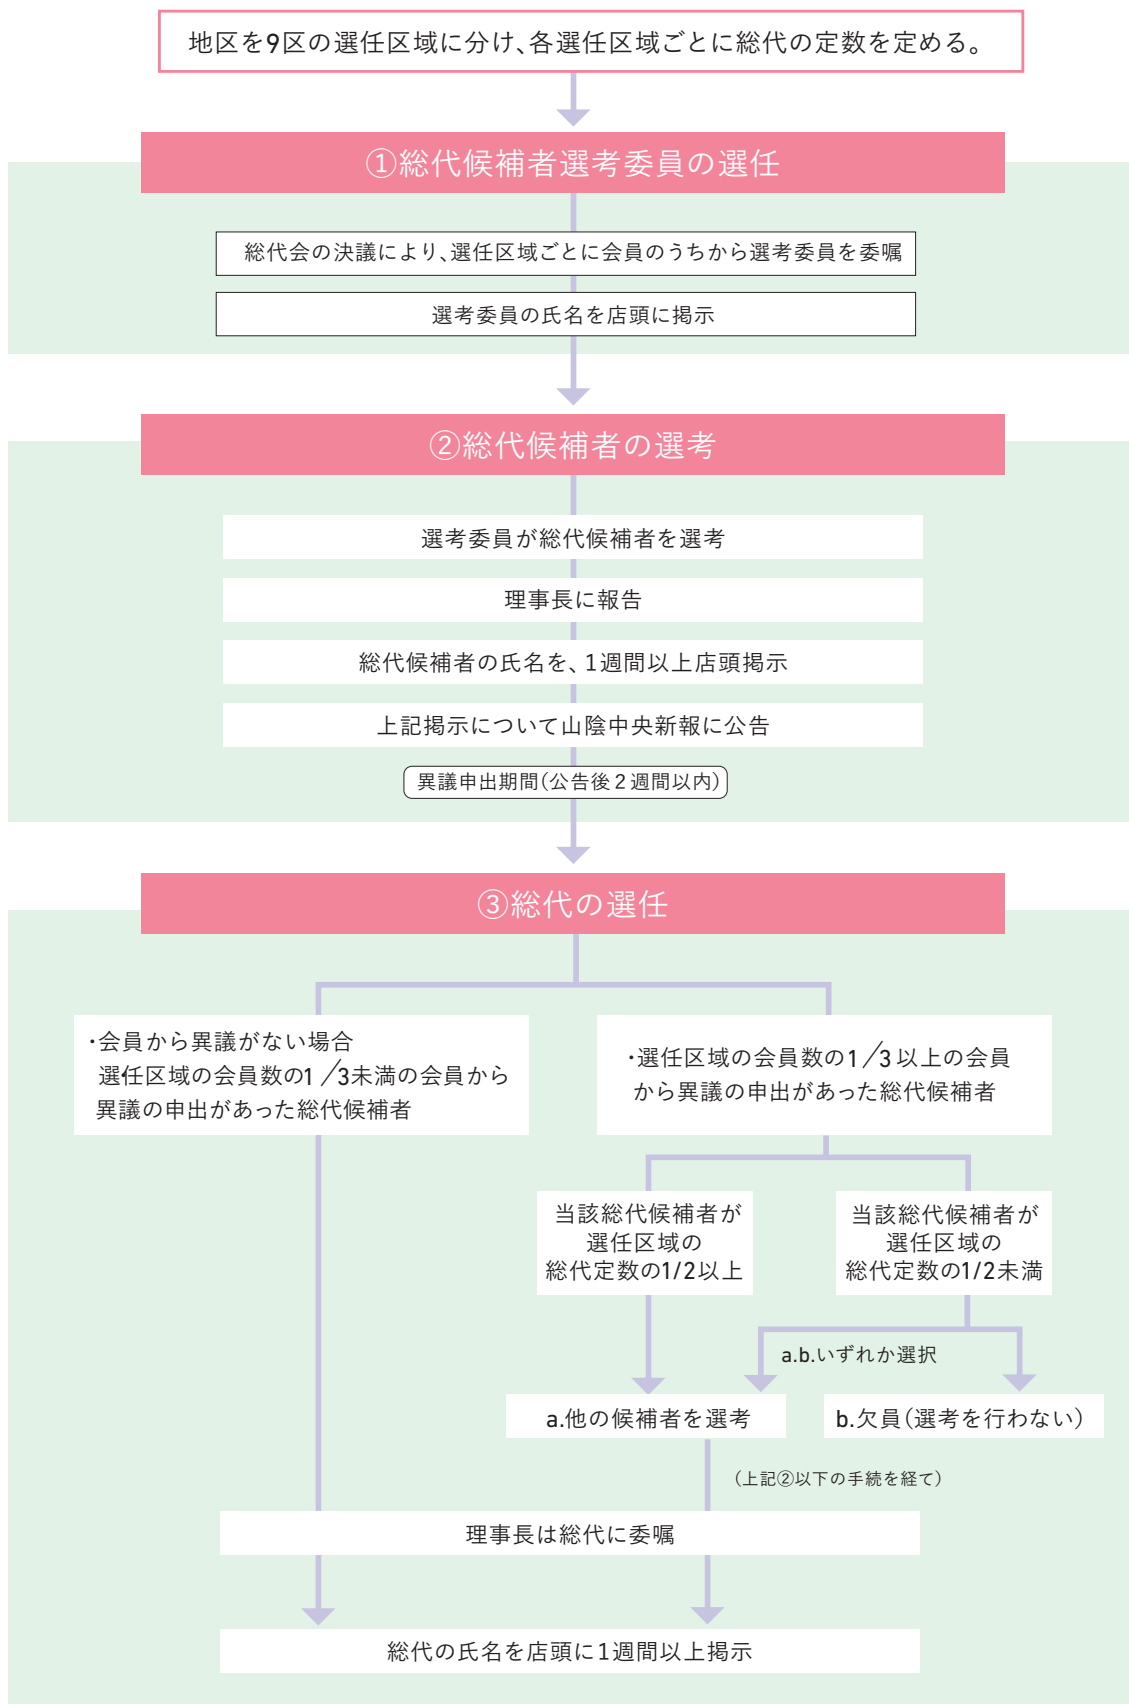 地区を9区の選任区域に分け、各選任区域ごとに総代の定数を定める。
①総代候補者選考委員の選任
総代会の決議により、選任区域ごとに会員のうちから選考委員を委嘱
選考委員の氏名を店頭に掲示
②総代候補者の選考
選考委員が総代候補者を選考
理事長に報告
総代候補者の氏名を、1週間以上店頭掲示
上記掲示について山陰中央新報に公告
異議申出期間(公告後2週間以内)
③総代の選任
・会員から異議がない場合
選任区域の会員数の1/3未満の会員から
異議の申出があった総代候補者
・選任区域の会員数の1/3以上の会員
から異議の申出があった総代候補者
当該総代候補者が
選任区域の
総代定数の1/2以上
当該総代候補者が
選任区域の
総代定数の1/2未満
a.b.いずれか選択
a.他の候補者を選考
b.欠員(選考を行わない)
(上記②以下の手続を経て)
理事長は総代に委嘱
総代の氏名を店頭に1週間以上掲示